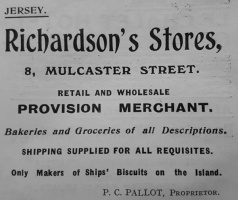 JERSEY.
Richardson's Stores,
8, MULCASTER STREET.
RETAIL AND WHOLESALE
PROVISION MERCHANT.
Bakeries and Groceries of all Descriptions.
SHIPPING SUPPLIED FOR ALL REQUISITES.
Only Makers of Ships' Biscuits on the Island.
P. C. PALLOT, PROPRIETOR.